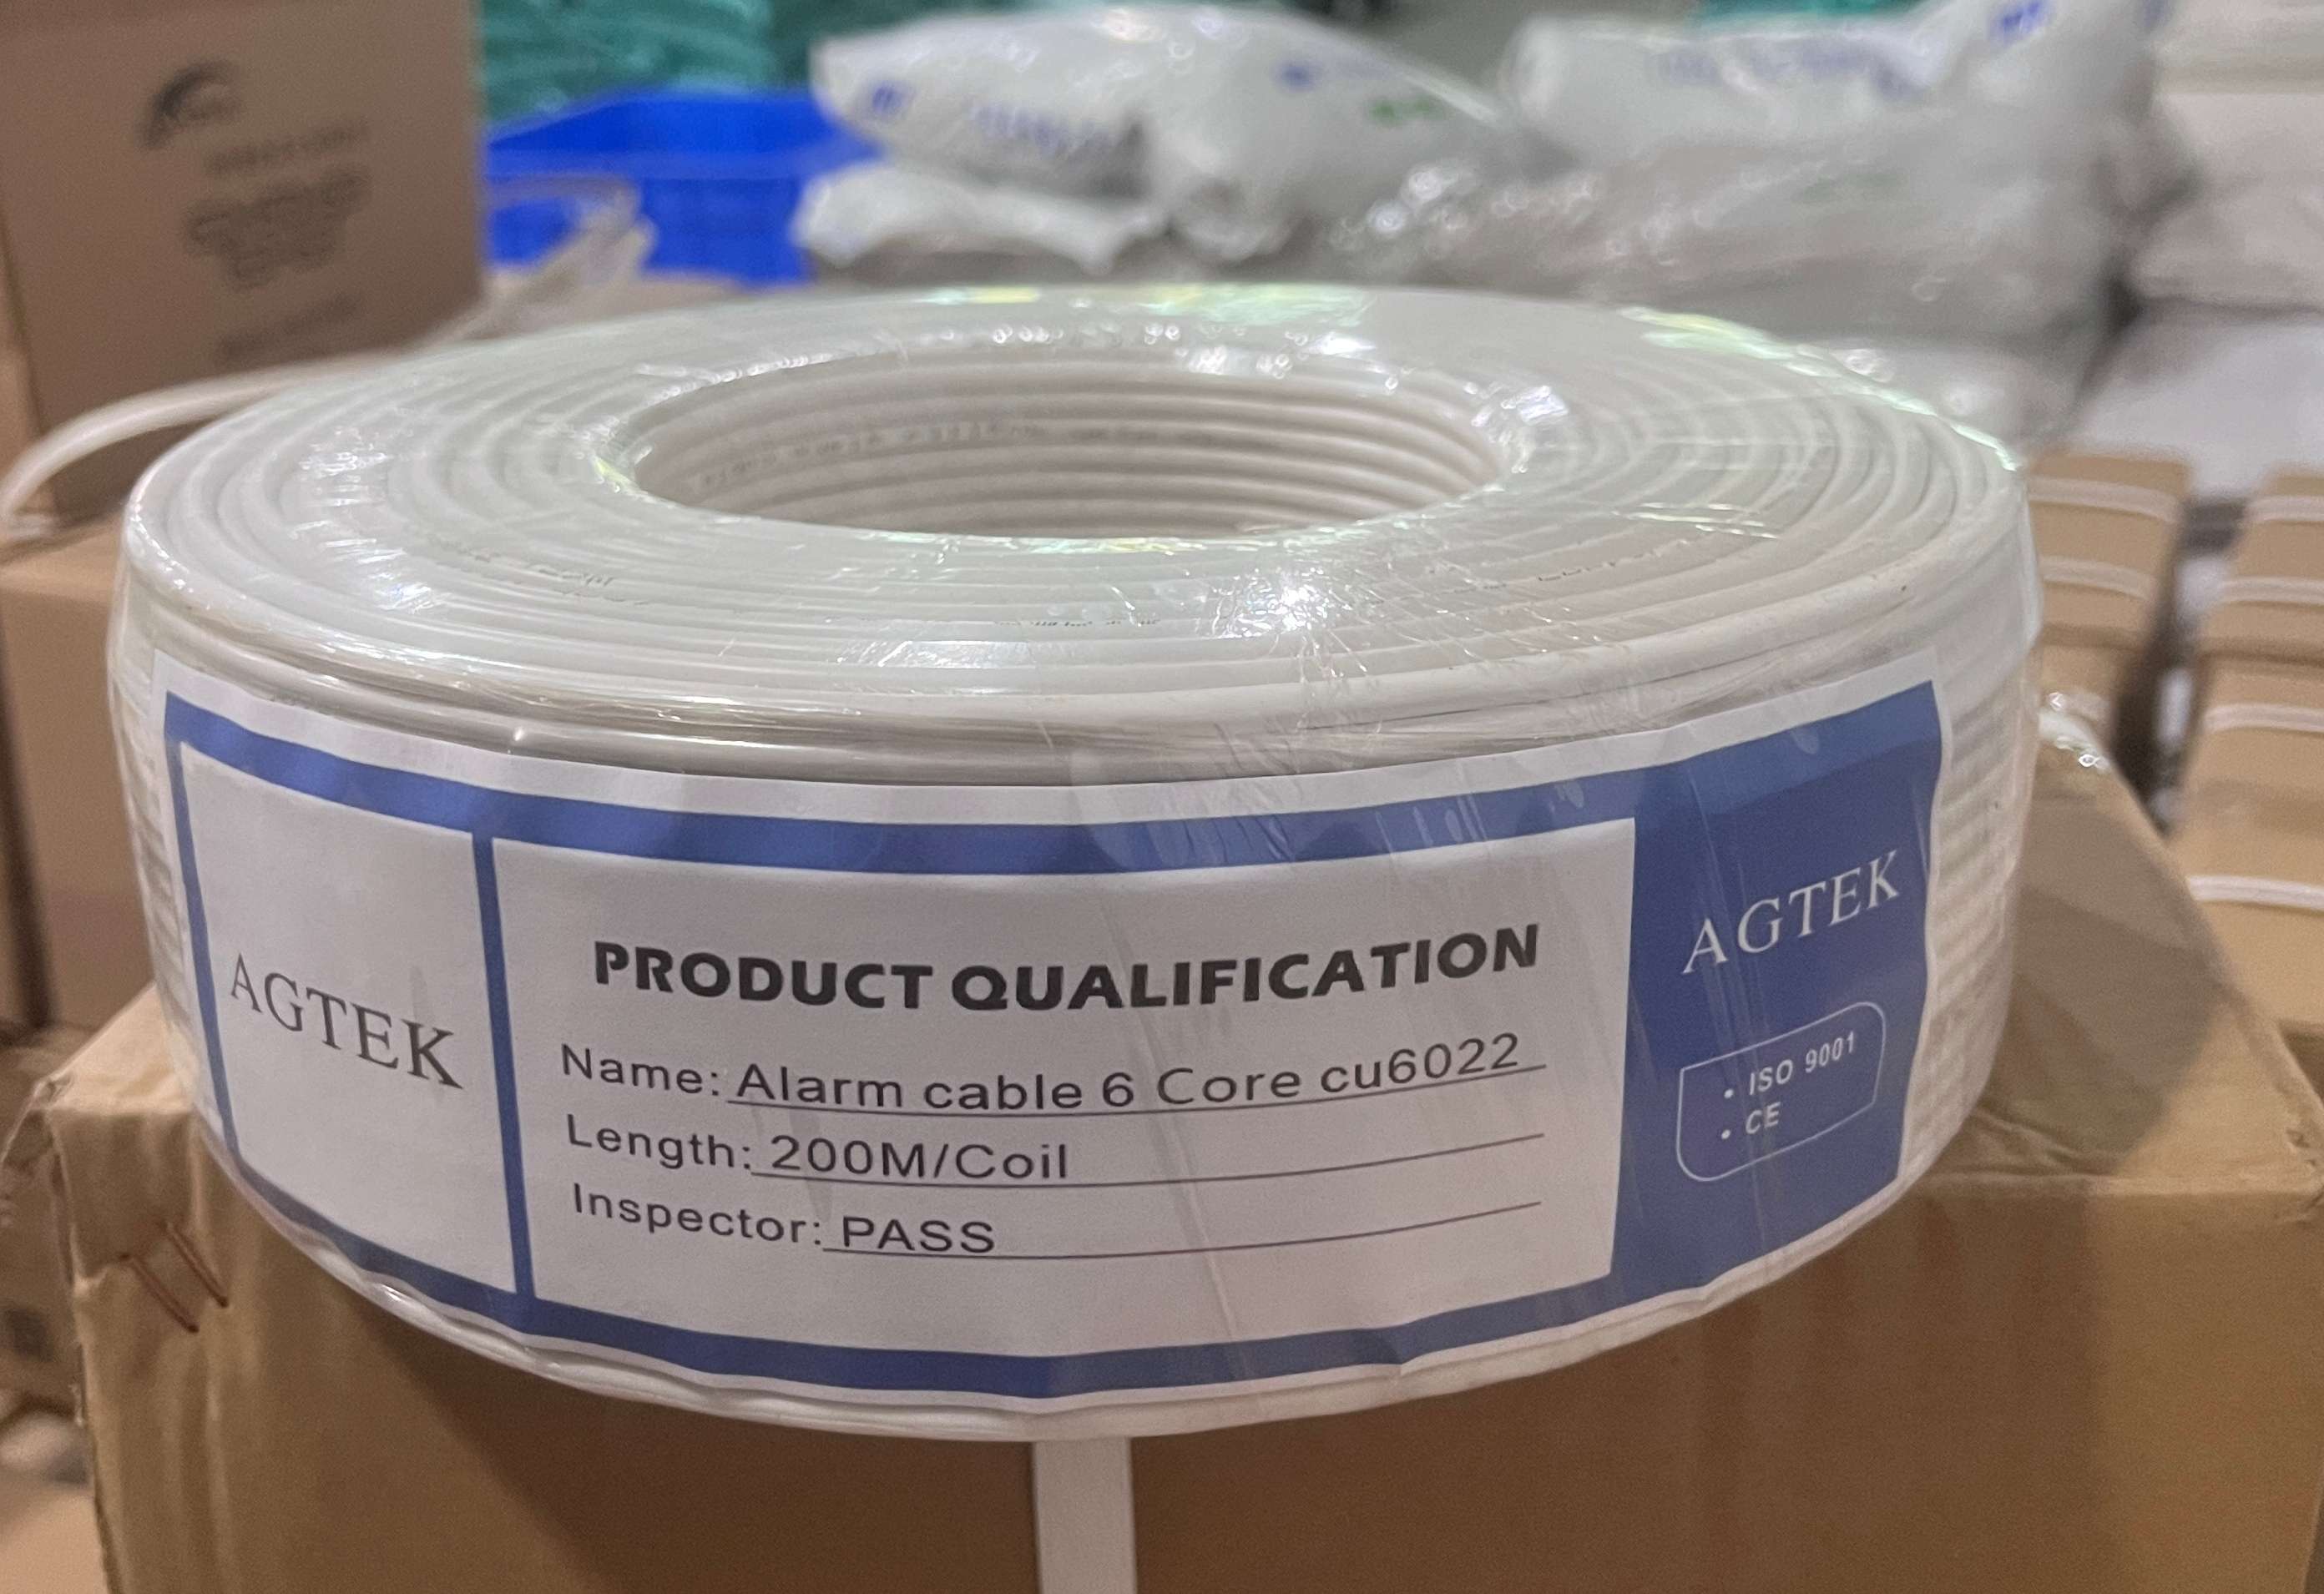 AGTEK
PRODUCT QUALIFICATION
Name: Alarm cable 6 Core cu6022
Length: 200M/Coil
Inspector: PASS
AGTEK
• ISO 9001
• CE